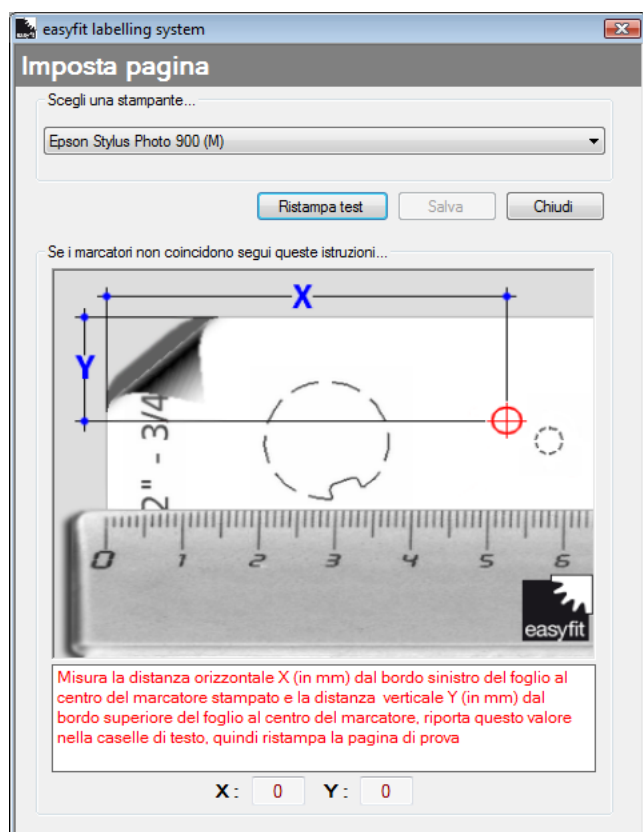 easyfit labelling system
Imposta pagina
Scegli una stampante...
Epson Stylus Photo 900 (M)
Ristampa test
Salva
Chiudi
Se i marcatori non coincidono segui queste istruzioni...
X
Y
2" - 3/4
0 1 2 3 4 5 6
easyfit
Misura la distanza orizzontale X (in mm) dal bordo sinistro del foglio al
centro del marcatore stampato e la distanza verticale Y (in mm) dal
bordo superiore del foglio al centro del marcatore, riporta questo valore
nella caselle di testo, quindi ristampa la pagina di prova
X : 0 Y : 0